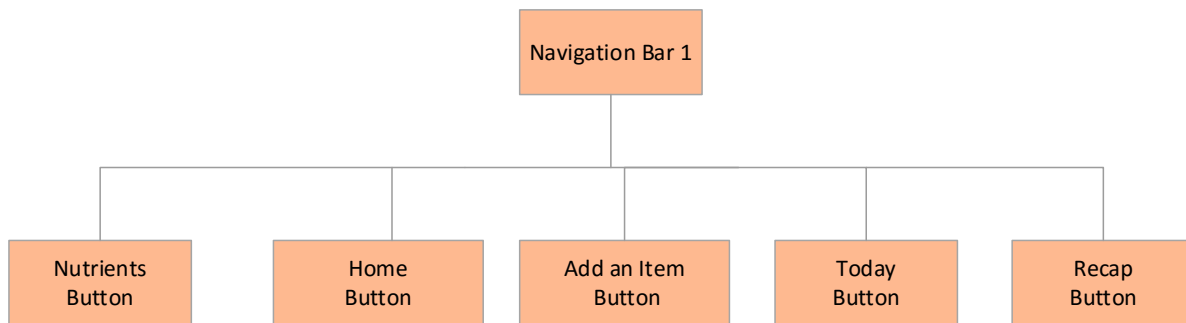 Navigation Bar 1
Nutrients
Button
Home
Button
Add an Item
Button
Today
Button
Recap
Button